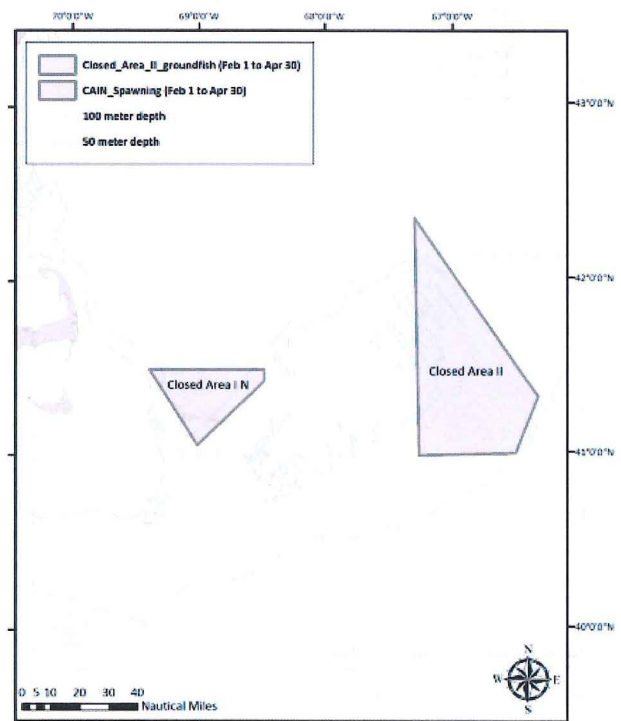 70°0'0"W 69°0'0"W 68°0'0"W 67°0'0"W
Closed_Area_II_groundfish (Feb 1 to Apr 30)
CAIN_Spawning (Feb 1 to Apr 30)
100 meter depth
50 meter depth
43°0'0"N
42°0'0"N
Closed Area I N
Closed Area II
41°0'0"N
40°0'0"N
N
W E
S
0 5 10 20 30 40
Nautical Miles